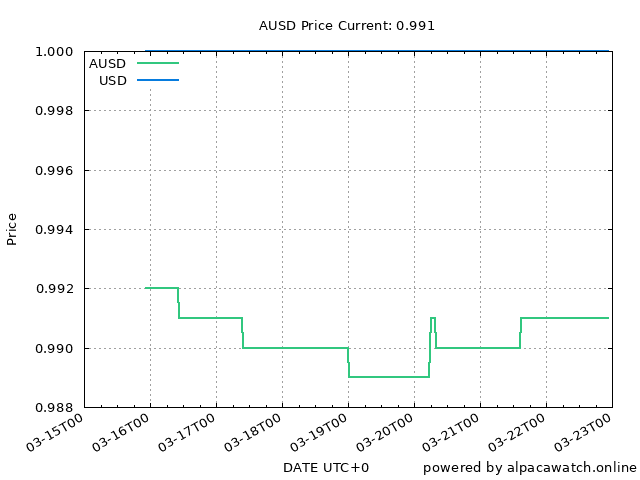 AUSD Price Current: 0.991
1.000
AUSD
USD
0.998
0.996
0.994
0.992
0.990
0.988
Price
03-15T00
03-16T00
03-17T00
03-18T00
03-19T00
03-20T00
03-21T00
03-22T00
03-23T00
DATE UTC+0
powered by alpacawatch.online